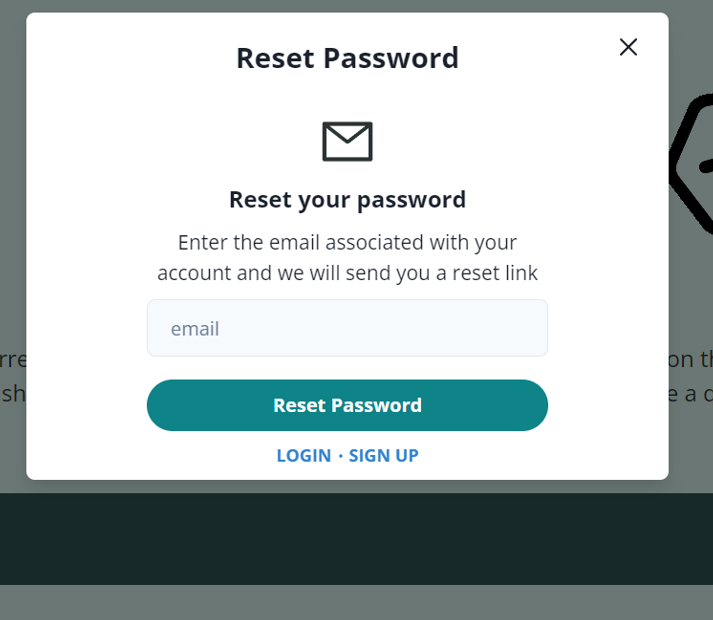 Reset Password
Reset your password
Enter the email associated with your
account and we will send you a reset link
email
Reset Password
LOGIN · SIGN UP